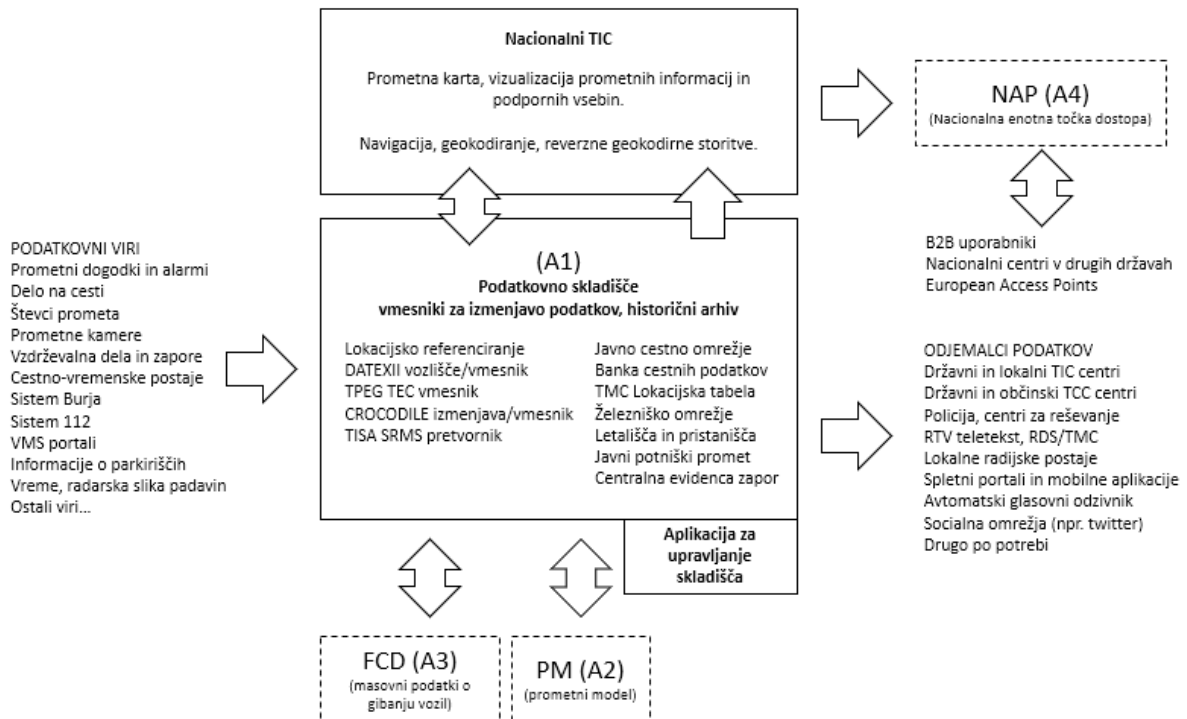 Nacionalni TIC
Prometna karta, vizualizacija prometnih informacij in
podpornih vsebin.
Navigacija, geokodiranje, reverzne geokodirne storitve.
NAP (A4)
(Nacionalna enotna točka dostopa)
B2B uporabniki
Nacionalni centri v drugih državah
European Access Points
PODATKOVNI VIRI
Prometni dogodki in alarmi
Delo na cesti
Števci prometa
Prometne kamere
Vzdrževalna dela in zapore
Cestno-vremenske postaje
Sistem Burja
Sistem 112
VMS portali
Informacije o parkiriščih
Vreme, radarska slika padavin
Ostali viri...
(A1)
Podatkovno skladišče
vmesniki za izmenjavo podatkov, historični arhiv
Lokacijsko referenciranje
DATEXII vozlišče/vmesnik
TPEG TEC vmesnik
CROCODILE izmenjava/vmesnik
TISA SRMS pretvornik
Javno cestno omrežje
Banka cestnih podatkov
TMC Lokacijska tabela
Železniško omrežje
Letališča in pristanišča
Javni potniški promet
Centralna evidenca zapor
Aplikacija za
upravljanje
skladišča
ODJEMALCI PODATKOV
Državni in lokalni TIC centri
Državni in občinski TCC centri
Policija, centri za reševanje
RTV teletekst, RDS/TMC
Lokalne radijske postaje
Spletni portali in mobilne aplikacije
Avtomatski glasovni odzivnik
Socialna omrežja (npr. twitter)
Drugo po potrebi
FCD (A3)
(masovni podatki o
gibanju vozil)
PM (A2)
(prometni model)